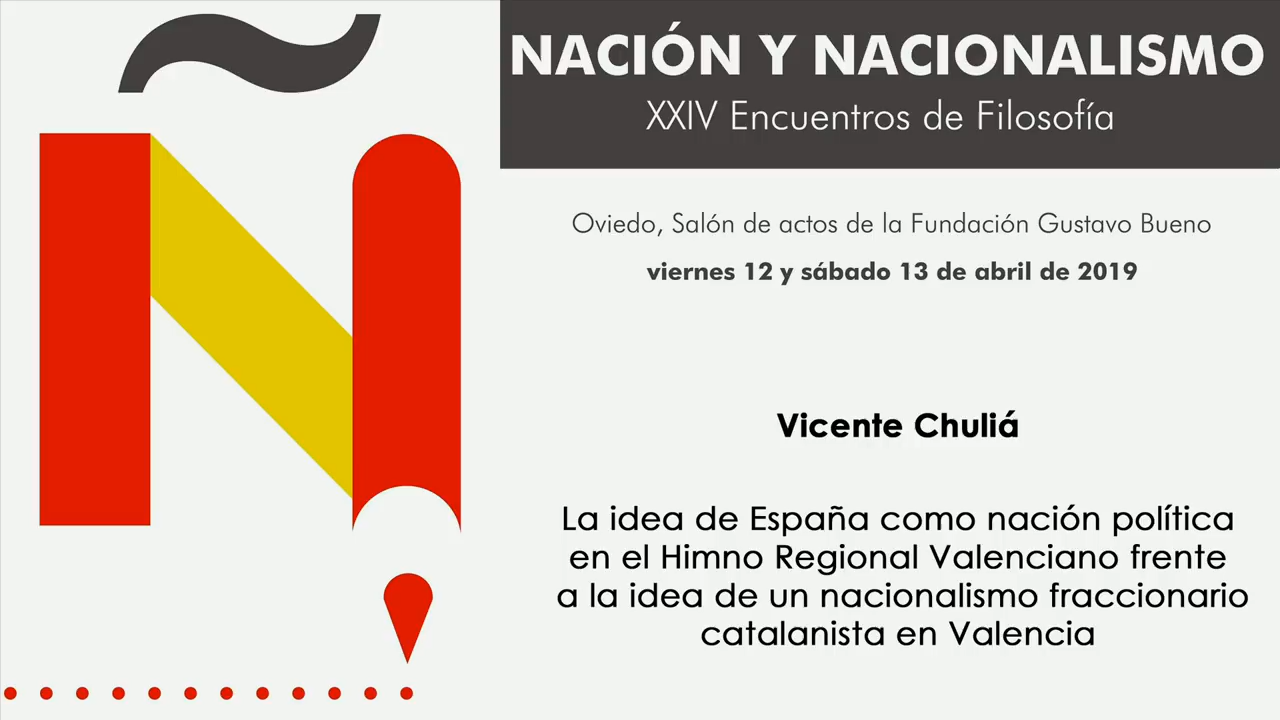 Ñ
NACIÓN Y NACIONALISMO
XXIV Encuentros de Filosofía
Oviedo, Salón de actos de la Fundación Gustavo Bueno
viernes 12 y sábado 13 de abril de 2019
Vicente Chuliá
La idea de España como nación política
en el Himno Regional Valenciano frente
a la idea de un nacionalismo fraccionario
catalanista en Valencia